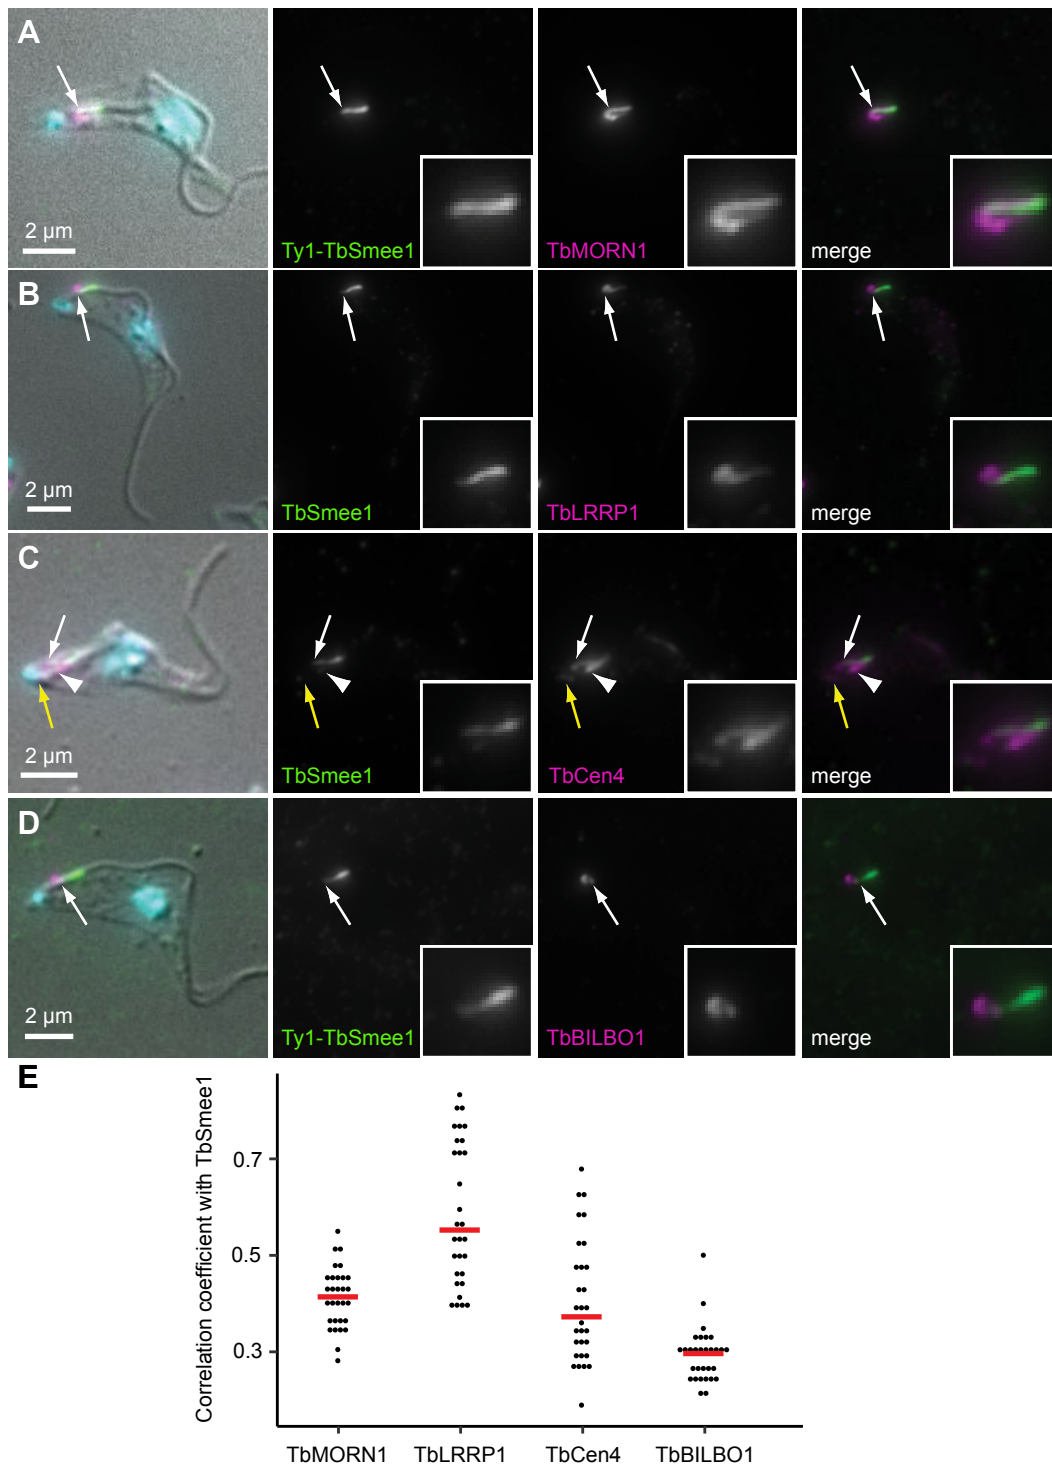 A
2 µm
Ty1-TbSmee1
TbMORN1
merge
B
2 µm
TbSmee1
TbLRRP1
merge
C
2 µm
TbSmee1
TbCen4
merge
D
2 µm
Ty1-TbSmee1
TbBILBO1
merge
E
Correlation coefficient with TbSmee1
0.7
0.5
0.3
TbMORN1 TbLRRP1 TbCen4 TbBILBO1